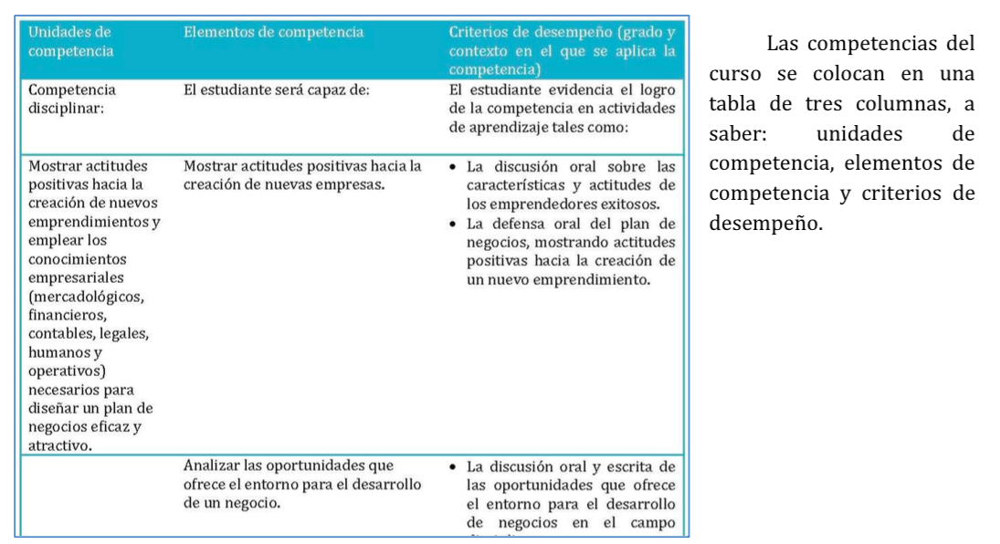 Unidades de
competencia
Elementos de competencia
Criterios de desempeño (grado y
contexto en el que se aplica la
competencia)
Competencia
disciplinar:
El estudiante será capaz de:
El estudiante evidencia el logro
de la competencia en actividades
de aprendizaje tales como:
Mostrar actitudes
positivas hacia la
creación de nuevos
emprendimientos y
emplear los
conocimientos
empresariales
(mercadológicos,
financieros,
contables, legales,
humanos y
operativos)
necesarios para
diseñar un plan de
negocios eficaz y
atractivo.
Mostrar actitudes positivas hacia la
creación de nuevas empresas.
• La discusión oral sobre las
características y actitudes de
los emprendedores exitosos.
• La defensa oral del plan de
negocios, mostrando actitudes
positivas hacia la creación de
un nuevo emprendimiento.
Analizar las oportunidades que
ofrece el entorno para el desarrollo
de un negocio.
• La discusión oral y escrita de
las oportunidades que ofrece
el entorno para el desarrollo
de negocios en el campo
Las competencias del
curso se colocan en una
tabla de tres columnas, a
saber: unidades de
competencia, elementos de
competencia y criterios de
desempeño.